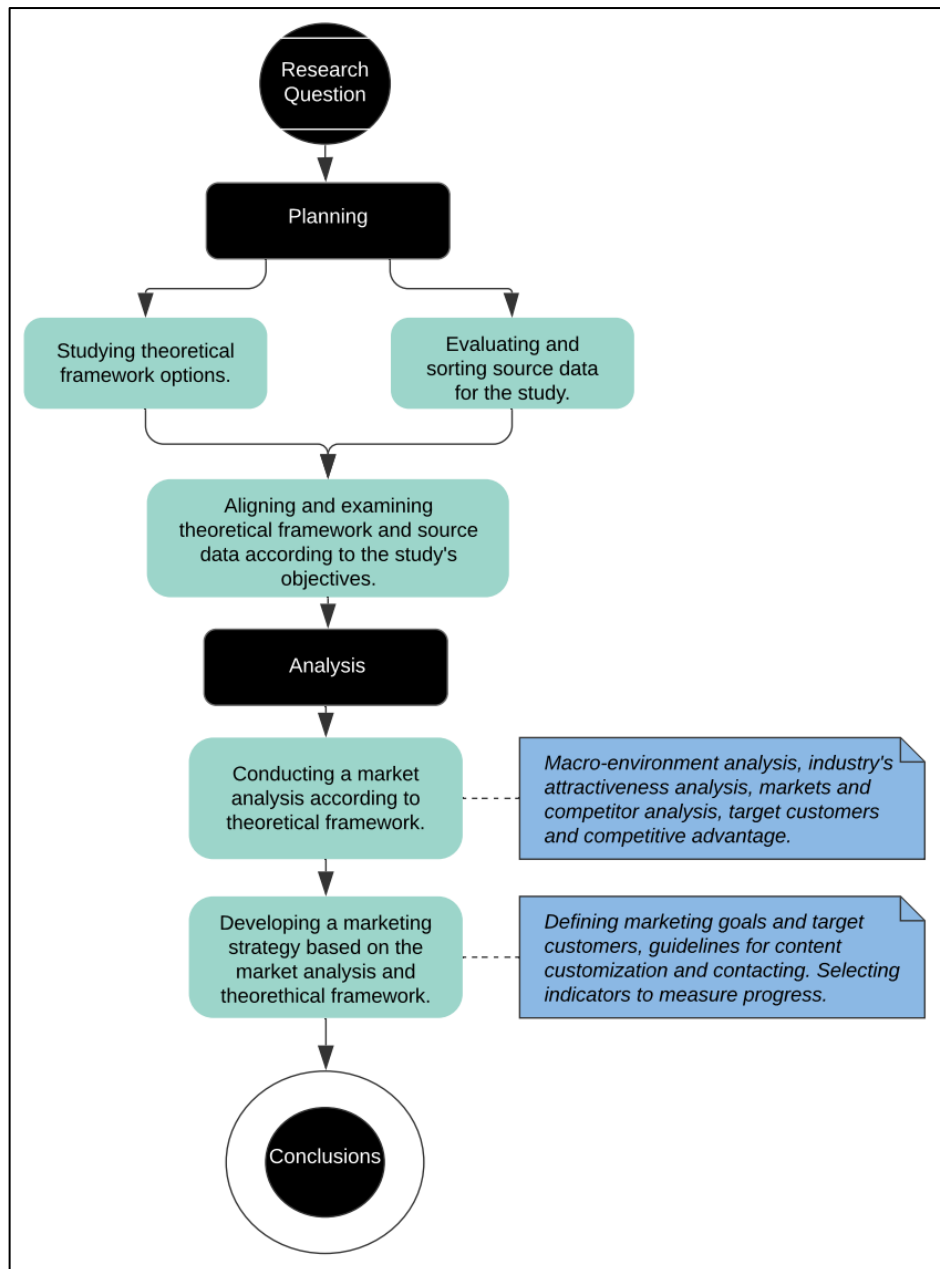 Research
Question
Planning
Studying theoretical
framework options.
Evaluating and
sorting source data
for the study.
Aligning and examining
theoretical framework and source
data according to the study's
objectives.
Analysis
Conducting a market
analysis according to
theoretical framework.
Macro-environment analysis, industry's
attractiveness analysis, markets and
competitor analysis, target customers
and competitive advantage.
Developing a marketing
strategy based on the
market analysis and
theorethical framework.
Defining marketing goals and target
customers, guidelines for content
customization and contacting. Selecting
indicators to measure progress.
Conclusions